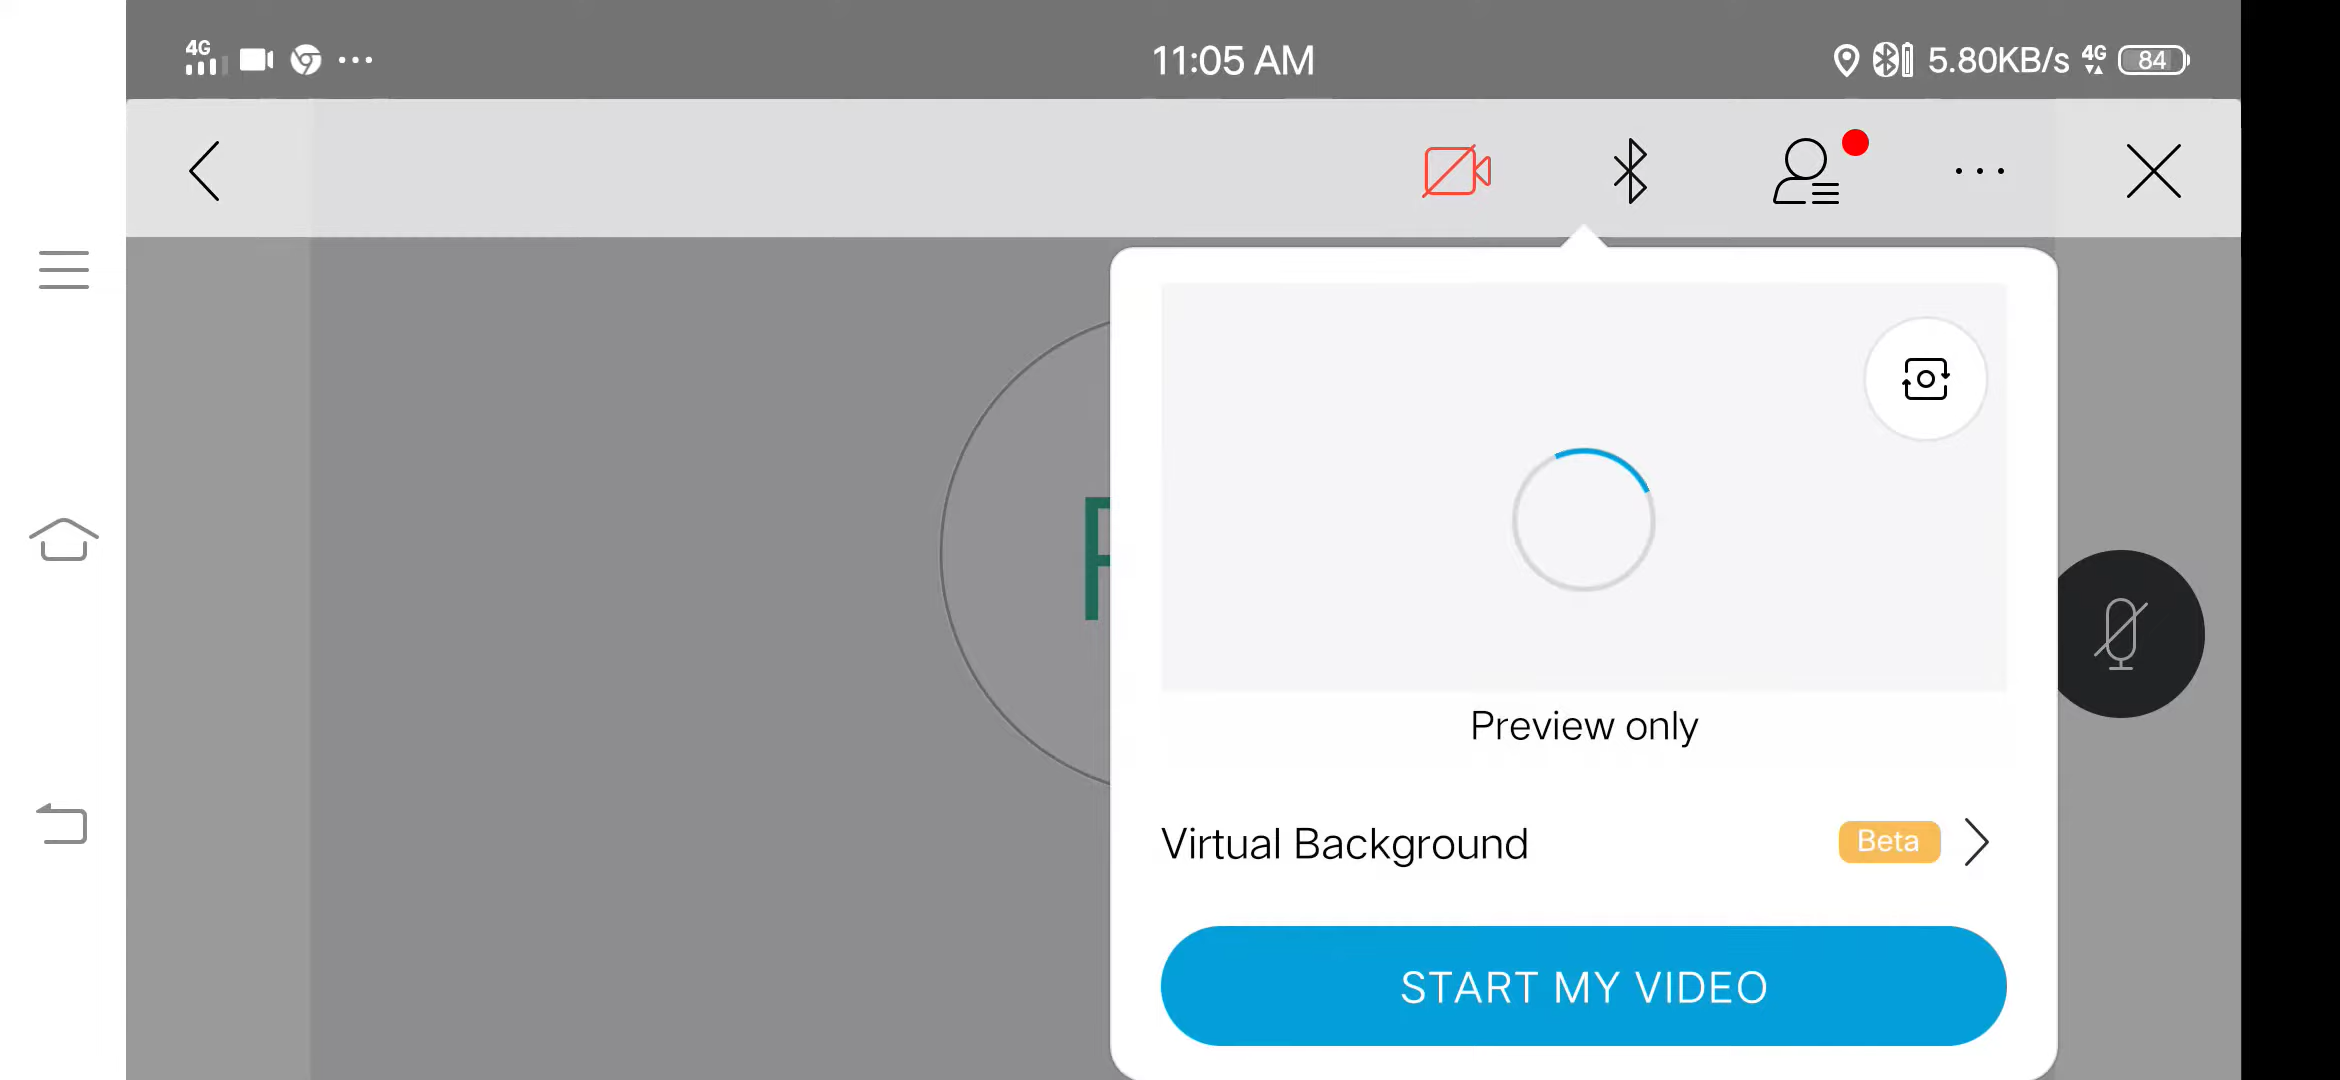 4G 11:05 AM 5.80KB/s 4G 84
Preview only
Virtual Background Beta
START MY VIDEO